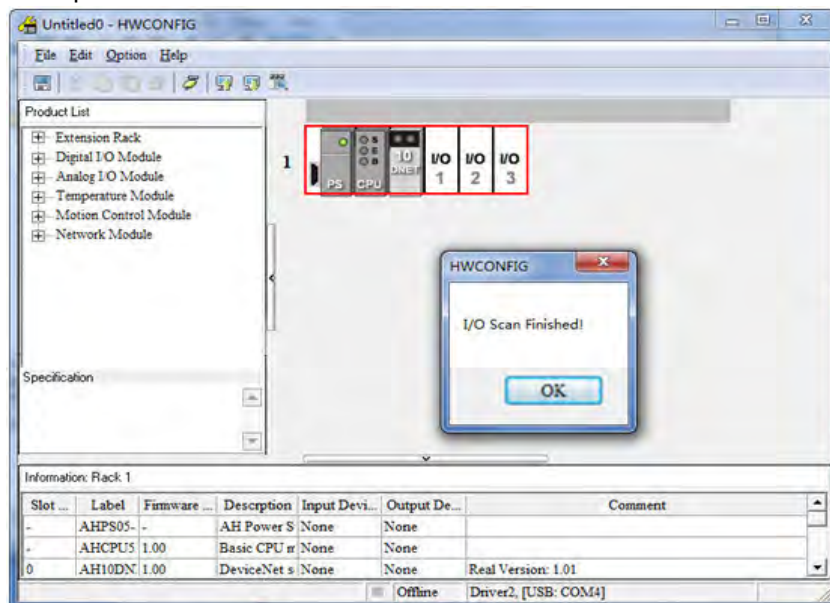 Untitled0 - HWCONFIG
File Edit Option Help
Product List
Extension Rack
Digital I/O Module
Analog I/O Module
Temperature Module
Motion Control Module
Network Module
1
PS CPU 10 DNET I/O 1 I/O 2 I/O 3
HWCONFIG
I/O Scan Finished!
OK
Specification
Information: Rack 1
Slot ... Label Firmware ... Descrption Input Devi... Output De... Comment
- AHPS05- - AH Power S None None
- AHCPU5 1.00 Basic CPU m None None
0 AH10DN 1.00 DeviceNet s None None Real Version: 1.01
Offline Driver2, [USB: COM4]